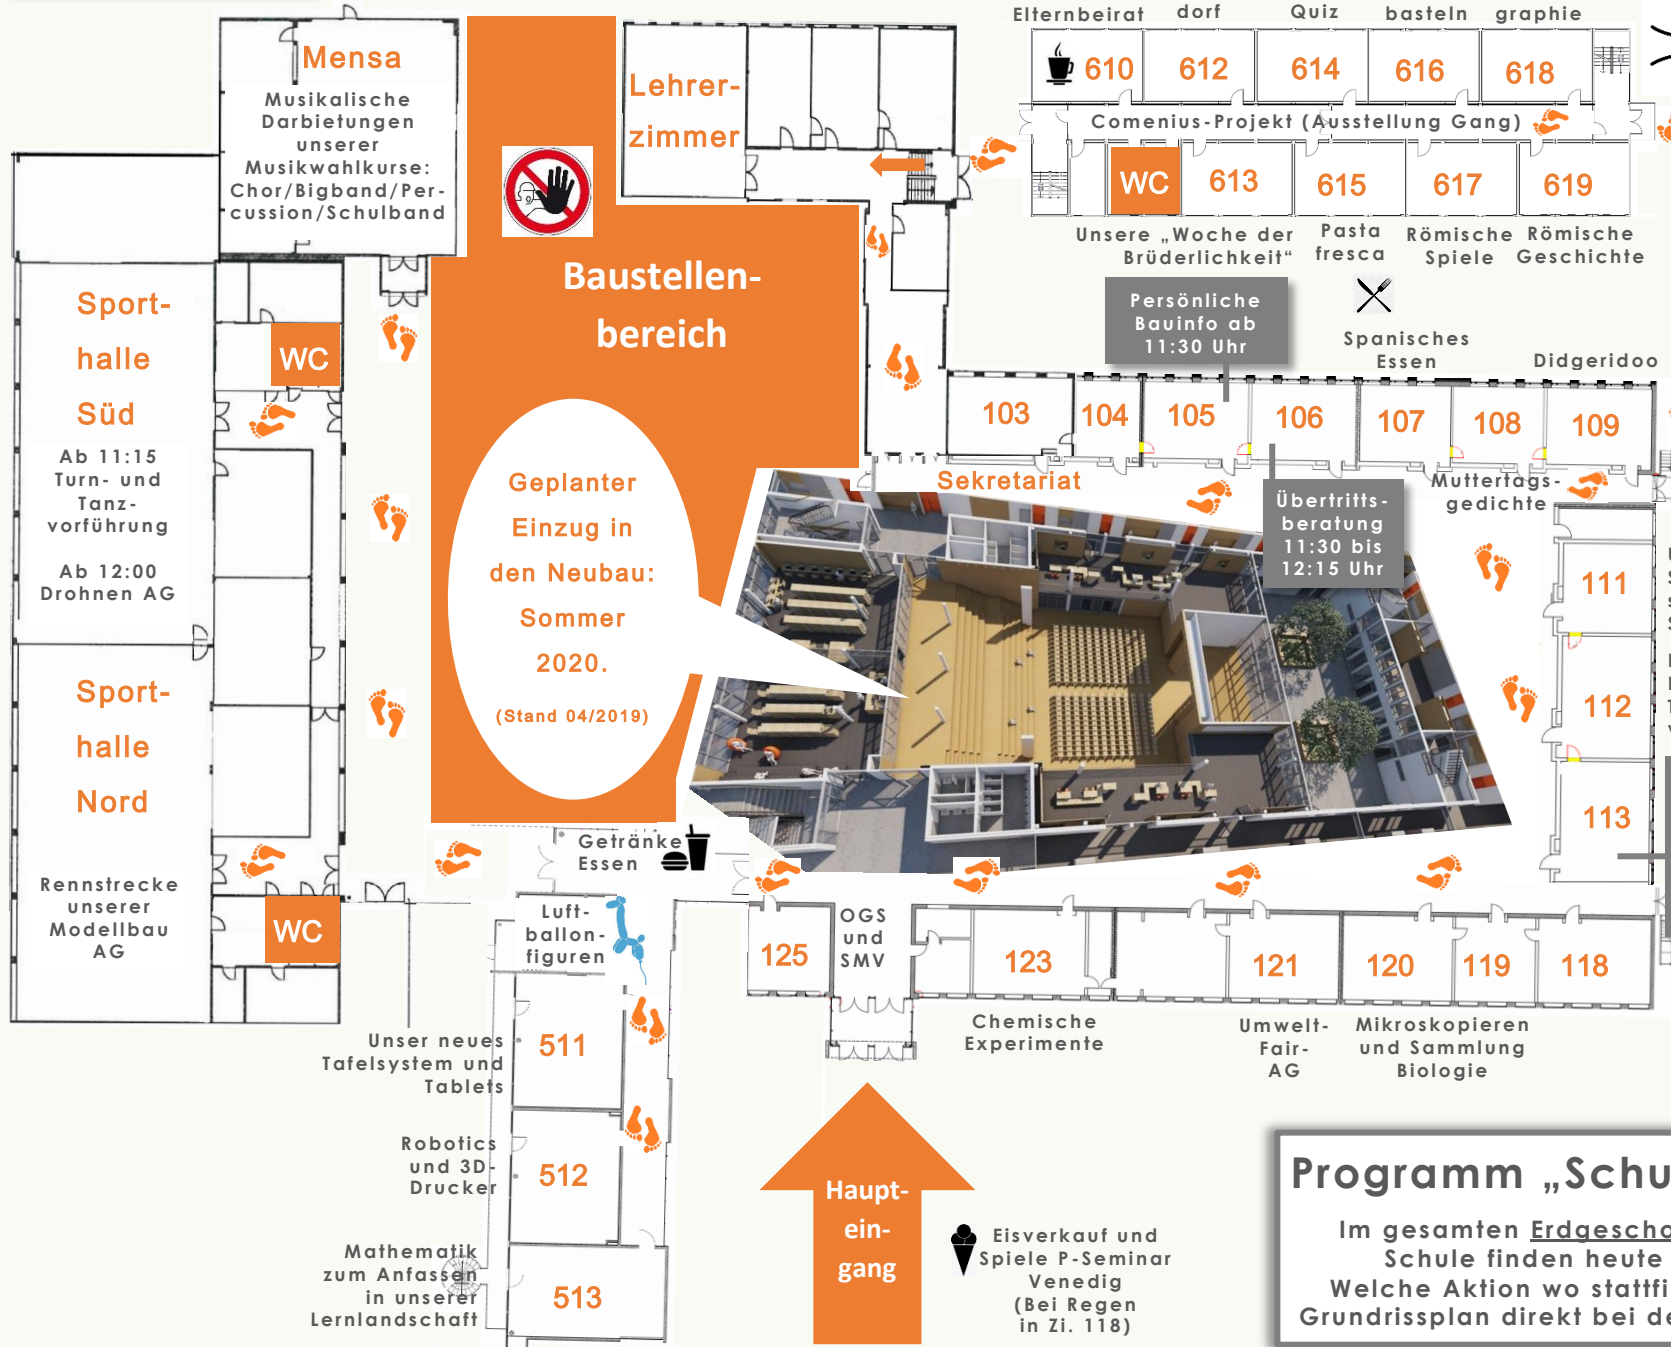 Elternbeirat
dorf
Quiz
basteln
graphie
610
612
614
616
618
Comenius-Projekt (Ausstellung Gang)
WC
613
615
617
619
Unsere „Woche der
Brüderlichkeit“
Pasta
fresca
Römische
Spiele
Römische
Geschichte
Mensa
Musikalische
Darbietungen
unserer
Musikwahlkurse:
Chor/Bigband/Per-
cussion/Schulband
Lehrer-
zimmer
Baustellen-
bereich
Persönliche
Bauinfo ab
11:30 Uhr
Spanisches
Essen
Didgeridoo
Sport-
halle
Süd
Ab 11:15
Turn- und
Tanz-
vorführung
Ab 12:00
Drohnen AG
WC
103
104
105
106
107
108
109
Sekretariat
Muttertags-
gedichte
Übertritts-
beratung
11:30 bis
12:15 Uhr
Geplanter
Einzug in
den Neubau:
Sommer
2020.
(Stand 04/2019)
111
112
113
Sport-
halle
Nord
Rennstrecke
unserer
Modellbau
AG
WC
Getränke
Essen
Luft-
ballon-
figuren
125
OGS
und
SMV
123
121
120
119
118
Chemische
Experimente
Umwelt-
Fair-
AG
Mikroskopieren
und Sammlung
Biologie
Unser neues
Tafelsystem und
Tablets
511
Robotics
und 3D-
Drucker
512
Mathematik
zum Anfassen
in unserer
Lernlandschaft
513
Haupt-
ein-
gang
Eisverkauf und
Spiele P-Seminar
Venedig
(Bei Regen
in Zi. 118)
Programm „Schu
Im gesamten Erdgescho
Schule finden heute
Welche Aktion wo stattfi
Grundrissplan direkt bei de